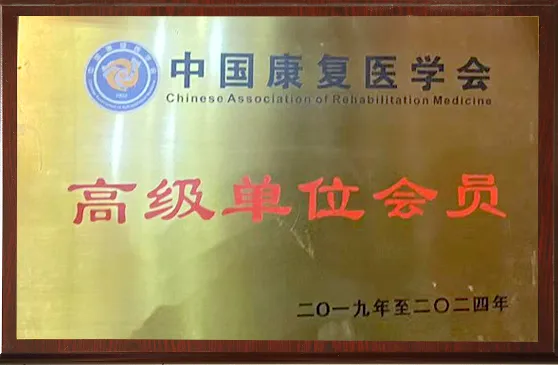 中国康复医学会
Chinese Association of Rehabilitation Medicine
高级单位会员
二〇一九年至二〇二四年